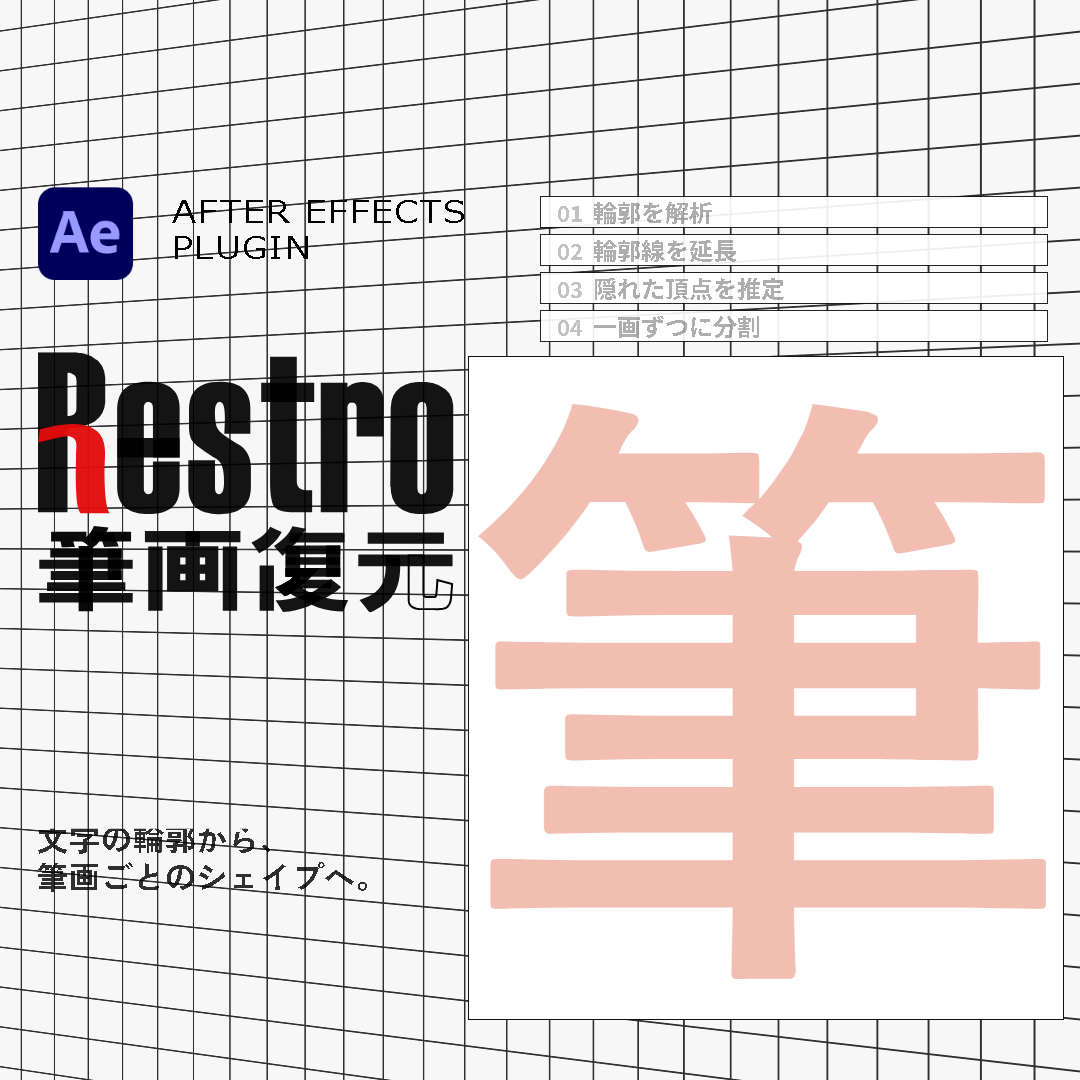 Ae
AFTER EFFECTS
PLUGIN
01 輪郭を解析
02 輪郭線を延長
03 隠れた頂点を推定
04 一画ずつに分割
Restro
筆画復元
筆
文字の輪郭から、
筆画ごとのシェイプへ。